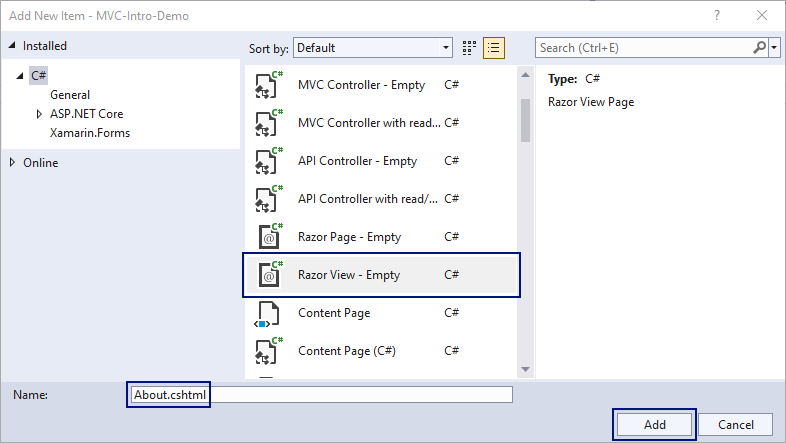 Add New Item - MVC-Intro-Demo
? ×
Installed
Sort by: Default
Search (Ctrl+E)
C#
General
ASP.NET Core
Xamarin.Forms
Online
C# MVC Controller - Empty C#
C# MVC Controller with read... C#
C# API Controller - Empty C#
C# API Controller with read/... C#
C# @ Razor Page - Empty C#
C# @ Razor View - Empty C#
Content Page C#
C# Content Page (C#) C#
Type: C#
Razor View Page
Name: About.cshtml
Add Cancel